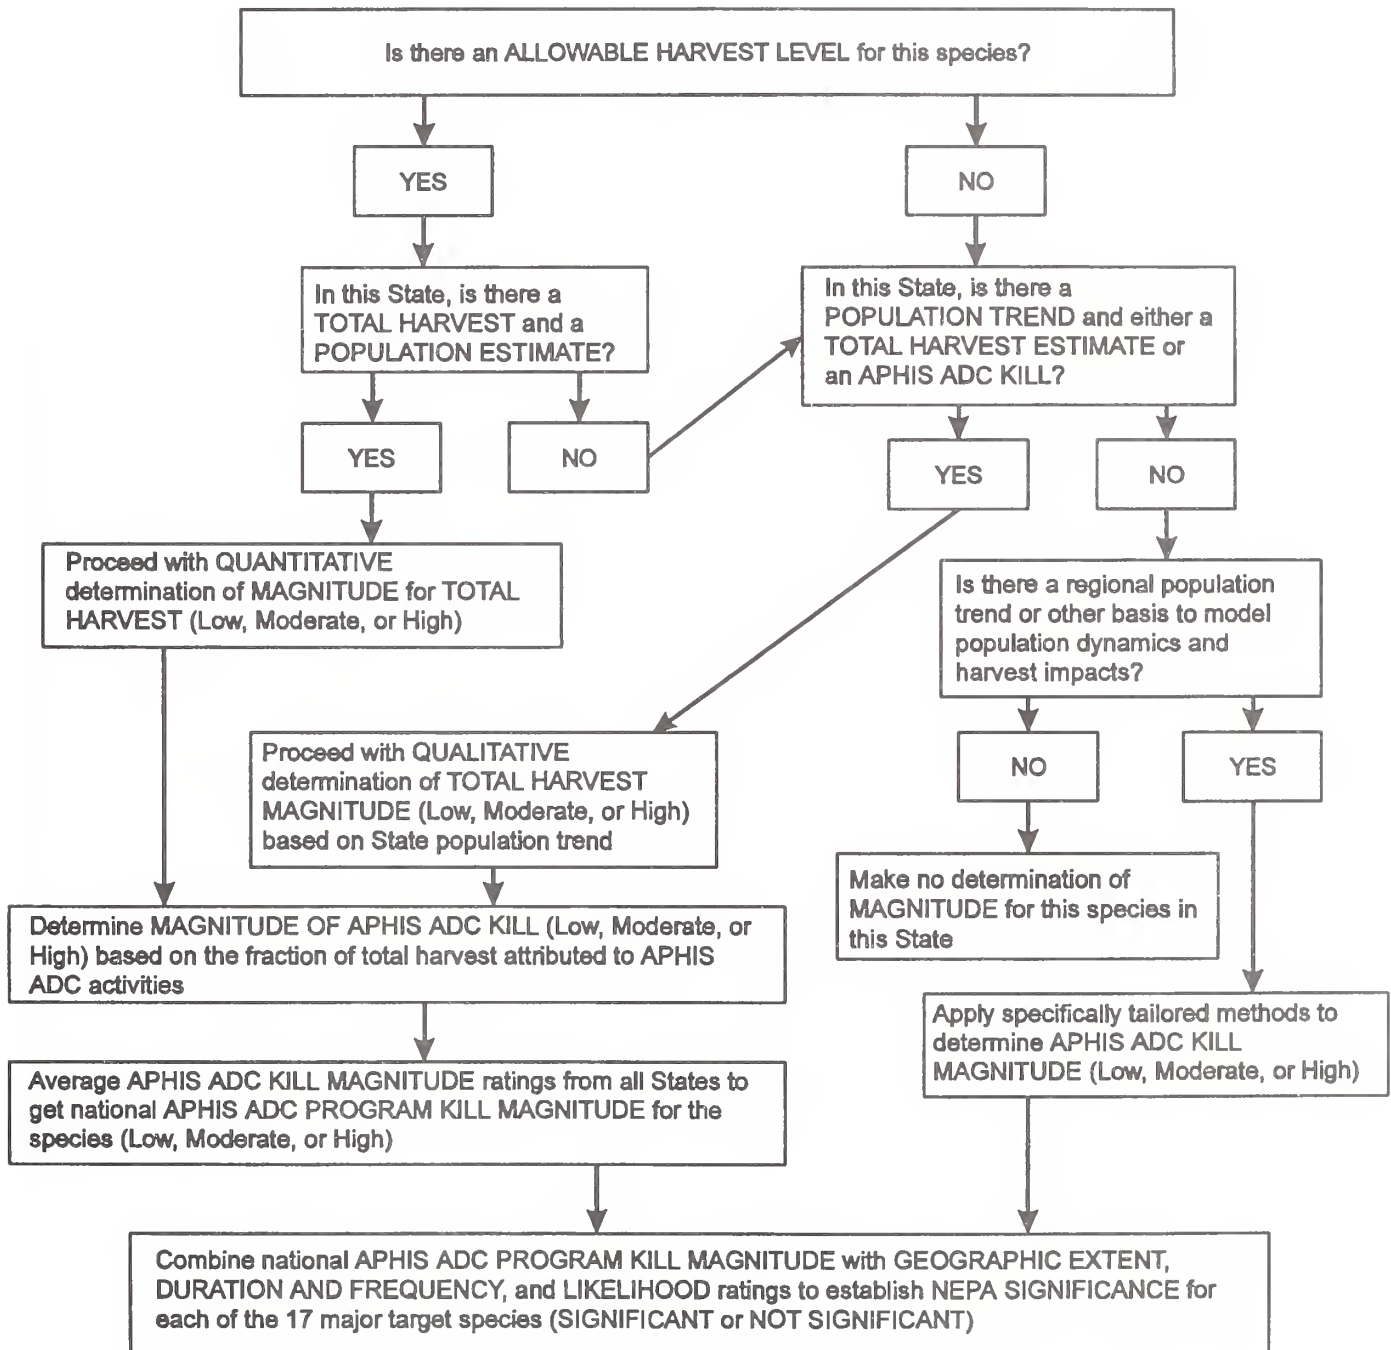 Is there an ALLOWABLE HARVEST LEVEL for this species?
YES
NO
In this State, is there a
TOTAL HARVEST and a
POPULATION ESTIMATE?
In this State, is there a
POPULATION TREND and either a
TOTAL HARVEST ESTIMATE or
an APHIS ADC KILL?
YES
NO
YES
NO
Proceed with QUANTITATIVE
determination of MAGNITUDE for TOTAL
HARVEST (Low, Moderate, or High)
Is there a regional population
trend or other basis to model
population dynamics and
harvest impacts?
Proceed with QUALITATIVE
determination of TOTAL HARVEST
MAGNITUDE (Low, Moderate, or High)
based on State population trend
NO
YES
Make no determination of
MAGNITUDE for this species in
this State
Determine MAGNITUDE OF APHIS ADC KILL (Low, Moderate, or
High) based on the fraction of total harvest attributed to APHIS
ADC activities
Apply specifically tailored methods to
determine APHIS ADC KILL
MAGNITUDE (Low, Moderate, or High)
Average APHIS ADC KILL MAGNITUDE ratings from all States to
get national APHIS ADC PROGRAM KILL MAGNITUDE for the
species (Low, Moderate, or High)
Combine national APHIS ADC PROGRAM KILL MAGNITUDE with GEOGRAPHIC EXTENT,
DURATION AND FREQUENCY, and LIKELIHOOD ratings to establish NEPA SIGNIFICANCE for
each of the 17 major target species (SIGNIFICANT or NOT SIGNIFICANT)